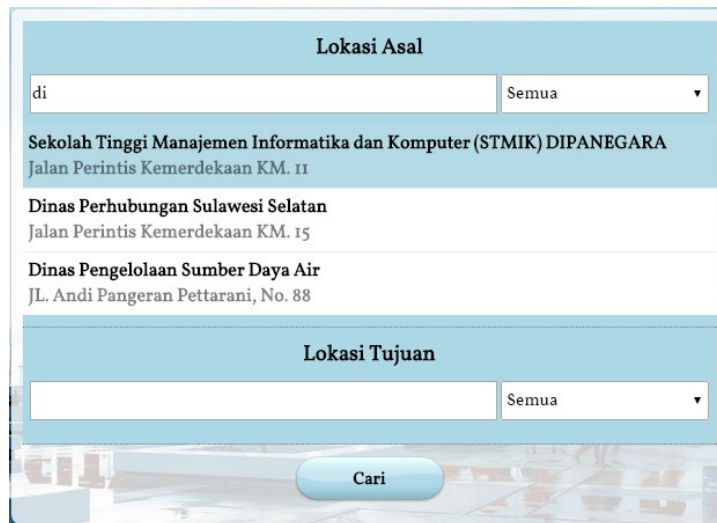 Lokasi Asal
di Semua
Sekolah Tinggi Manajemen Informatika dan Komputer (STMIK) DIPANEGARA
Jalan Perintis Kemerdekaan KM. 11
Dinas Perhubungan Sulawesi Selatan
Jalan Perintis Kemerdekaan KM. 15
Dinas Pengelolaan Sumber Daya Air
JL. Andi Pangeran Pettarani, No. 88
Lokasi Tujuan
Semua
Cari